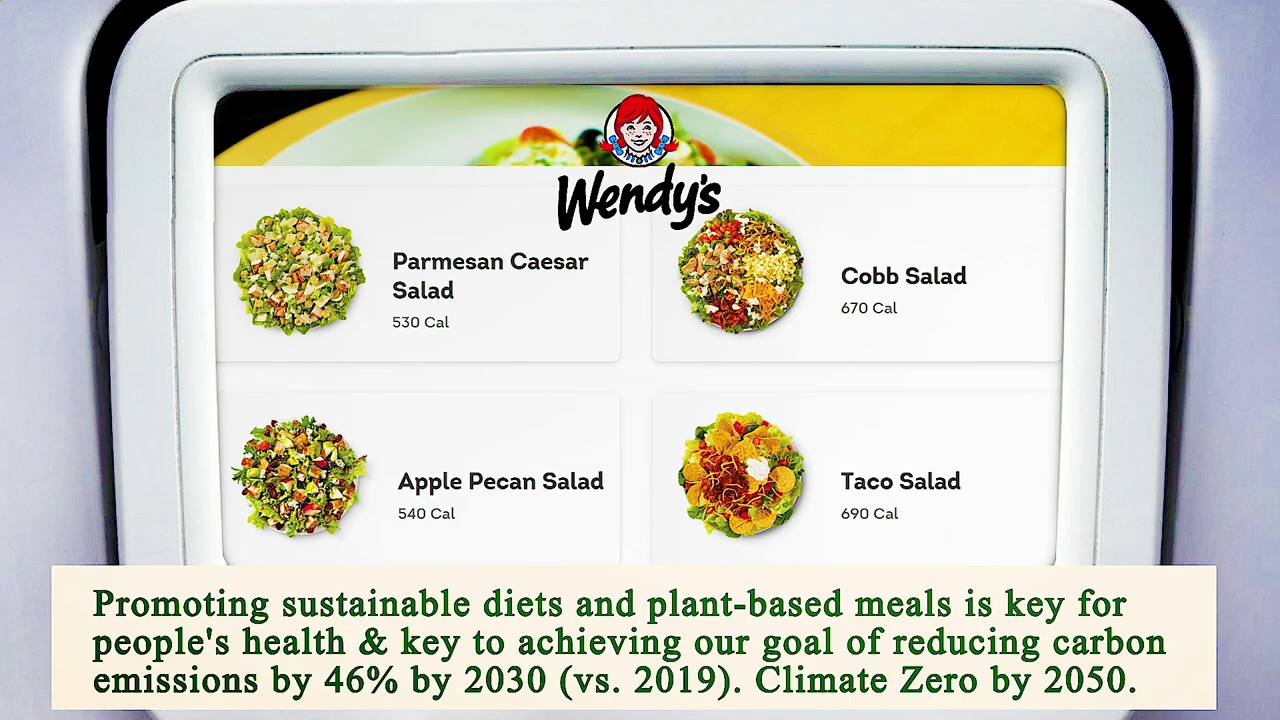 Wendy's
Parmesan Caesar
Salad
530 Cal
Cobb Salad
670 Cal
Apple Pecan Salad
540 Cal
Taco Salad
690 Cal
Promoting sustainable diets and plant-based meals is key for
people's health & key to achieving our goal of reducing carbon
emissions by 46% by 2030 (vs. 2019). Climate Zero by 2050.